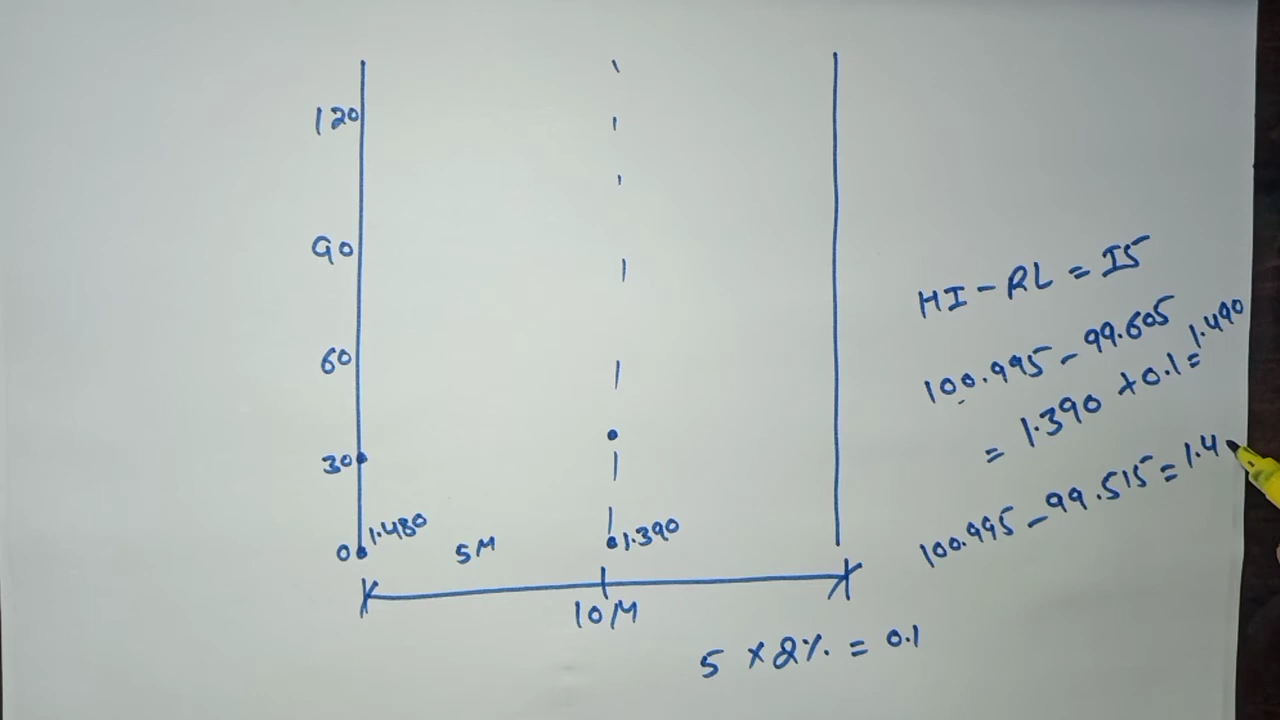 120
90
60
30
0
1.480
5M
1.390
10M
5 × 2% = 0.1
HI - RL = IS
100.995 - 99.605
= 1.390 + 0.1 = 1.490
100.995 - 99.515 = 1.4